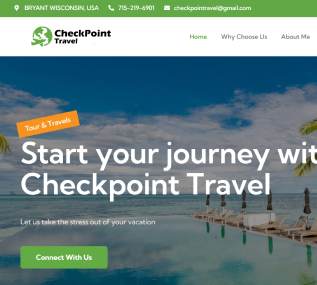 BRYANT WISCONSIN, USA 715-219-6901 checkpointravel@gmail.com
CheckPoint
Travel
Home Why Choose Us About Me
Tour & Travels
Start your journey wit
Checkpoint Travel
Let us take the stress out of your vacation
Connect With Us